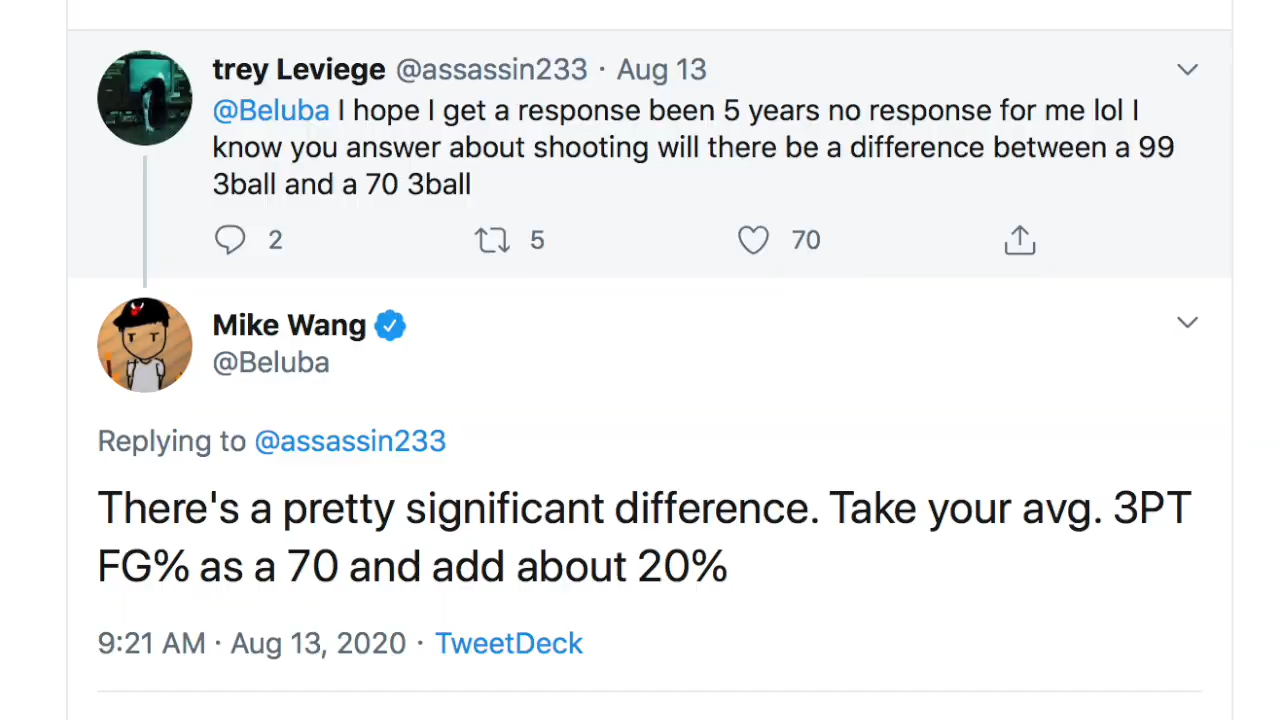 trey Leviege @assassin233 · Aug 13
@Beluba I hope I get a response been 5 years no response for me lol I
know you answer about shooting will there be a difference between a 99
3ball and a 70 3ball
2 5 70
Mike Wang
@Beluba
Replying to @assassin233
There's a pretty significant difference. Take your avg. 3PT
FG% as a 70 and add about 20%
9:21 AM · Aug 13, 2020 · TweetDeck